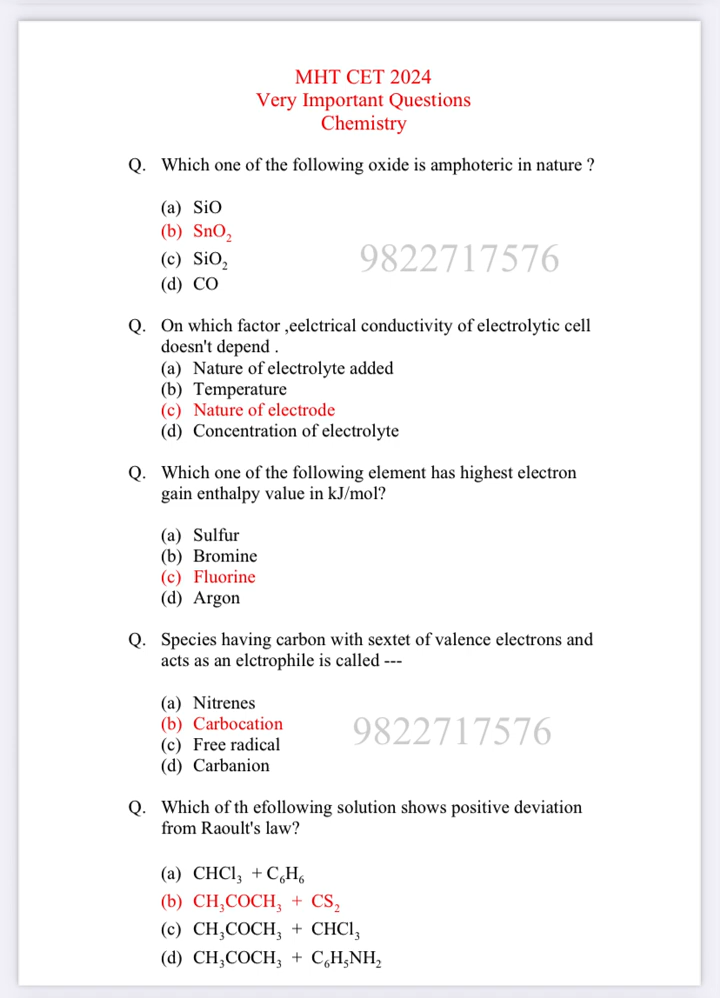 MHT CET 2024
Very Important Questions
Chemistry
Q. Which one of the following oxide is amphoteric in nature ?
(a) SiO
(b) SnO₂
(c) SiO₂
9822717576
(d) CO
Q. On which factor ,eelctrical conductivity of electrolytic cell
doesn't depend .
(a) Nature of electrolyte added
(b) Temperature
(c) Nature of electrode
(d) Concentration of electrolyte
Q. Which one of the following element has highest electron
gain enthalpy value in kJ/mol?
(a) Sulfur
(b) Bromine
(c) Fluorine
(d) Argon
Q. Species having carbon with sextet of valence electrons and
acts as an elctrophile is called ---
(a) Nitrenes
(b) Carbocation
9822717576
(c) Free radical
(d) Carbanion
Q. Which of th efollowing solution shows positive deviation
from Raoult's law?
(a) CHCl₃ + C₆H₆
(b) CH₃COCH₃ + CS₂
(c) CH₃COCH₃ + CHCl₃
(d) CH₃COCH₃ + C₆H₅NH₂